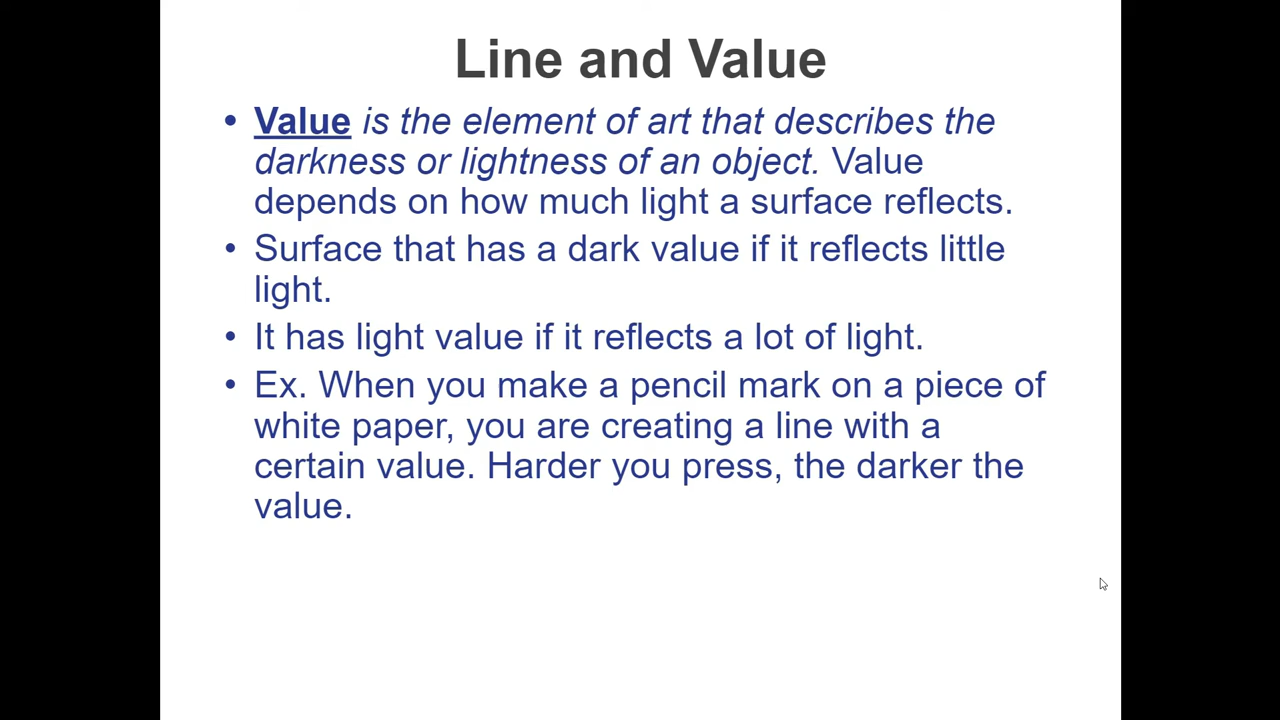 Line and Value
• Value is the element of art that describes the
darkness or lightness of an object. Value
depends on how much light a surface reflects.
• Surface that has a dark value if it reflects little
light.
• It has light value if it reflects a lot of light.
• Ex. When you make a pencil mark on a piece of
white paper, you are creating a line with a
certain value. Harder you press, the darker the
value.